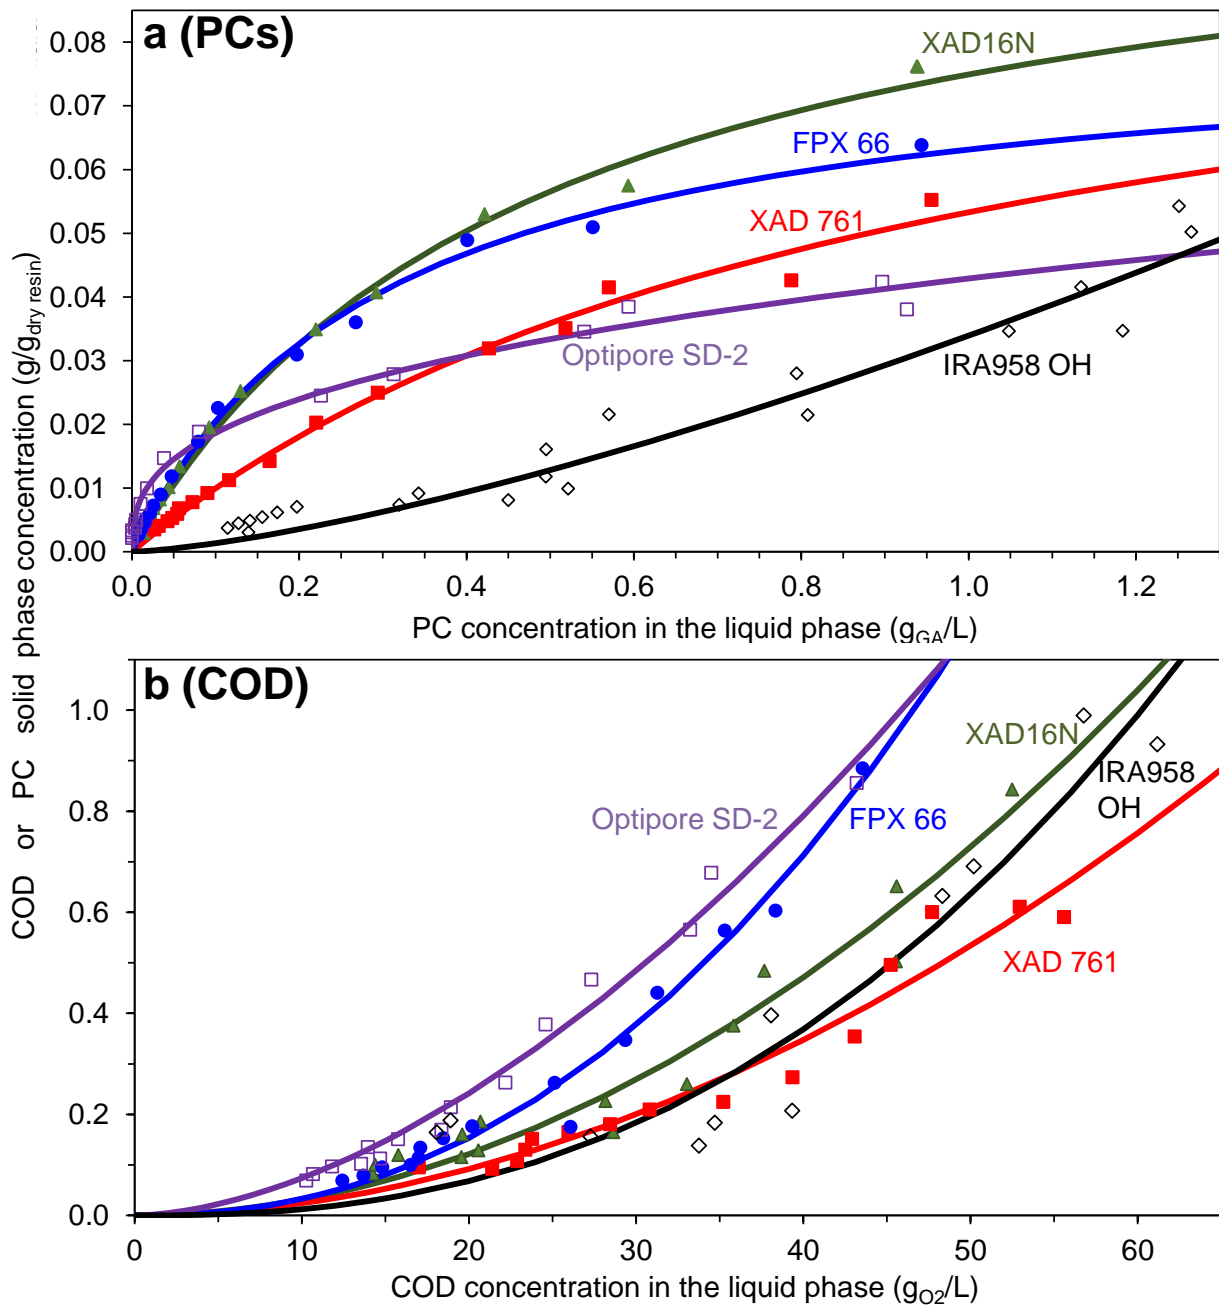 a (PCs)
0.08
0.07
0.06
0.05
0.04
0.03
0.02
0.01
0.00
XAD16N
FPX 66
XAD 761
Optipore SD-2
IRA958 OH
0.0 0.2 0.4 0.6 0.8 1.0 1.2
PC concentration in the liquid phase (gGA/L)
COD or PC solid phase concentration (g/gdry resin)
b (COD)
1.0
0.8
0.6
0.4
0.2
0.0
XAD16N
Optipore SD-2
FPX 66
IRA958
OH
XAD 761
0 10 20 30 40 50 60
COD concentration in the liquid phase (gO2/L)